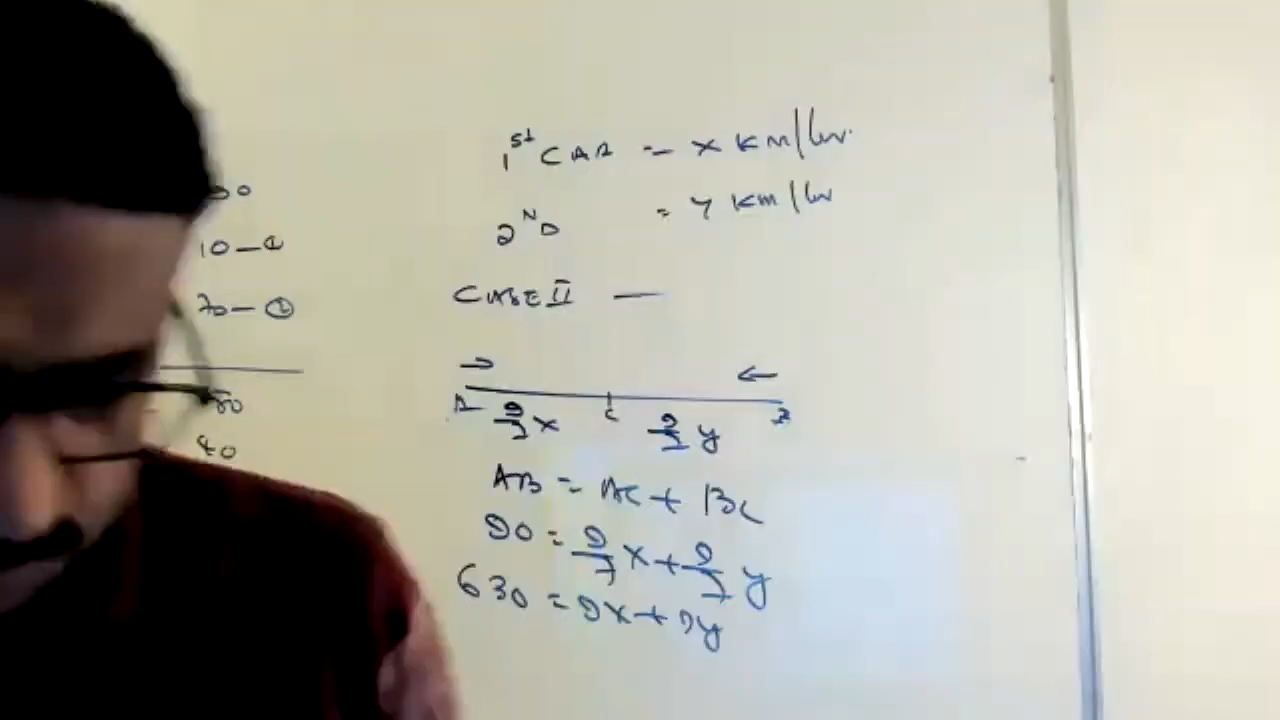 10—①
70—②
80
40
1ST CAR = x KM/hr.
2ND = y KM/hr
CASE II —
→ ←
A 9/7 x C 9/7 y B
AB = AC + BC
90 = 9/7 x + 9/7 y
630 = 9x + 9y